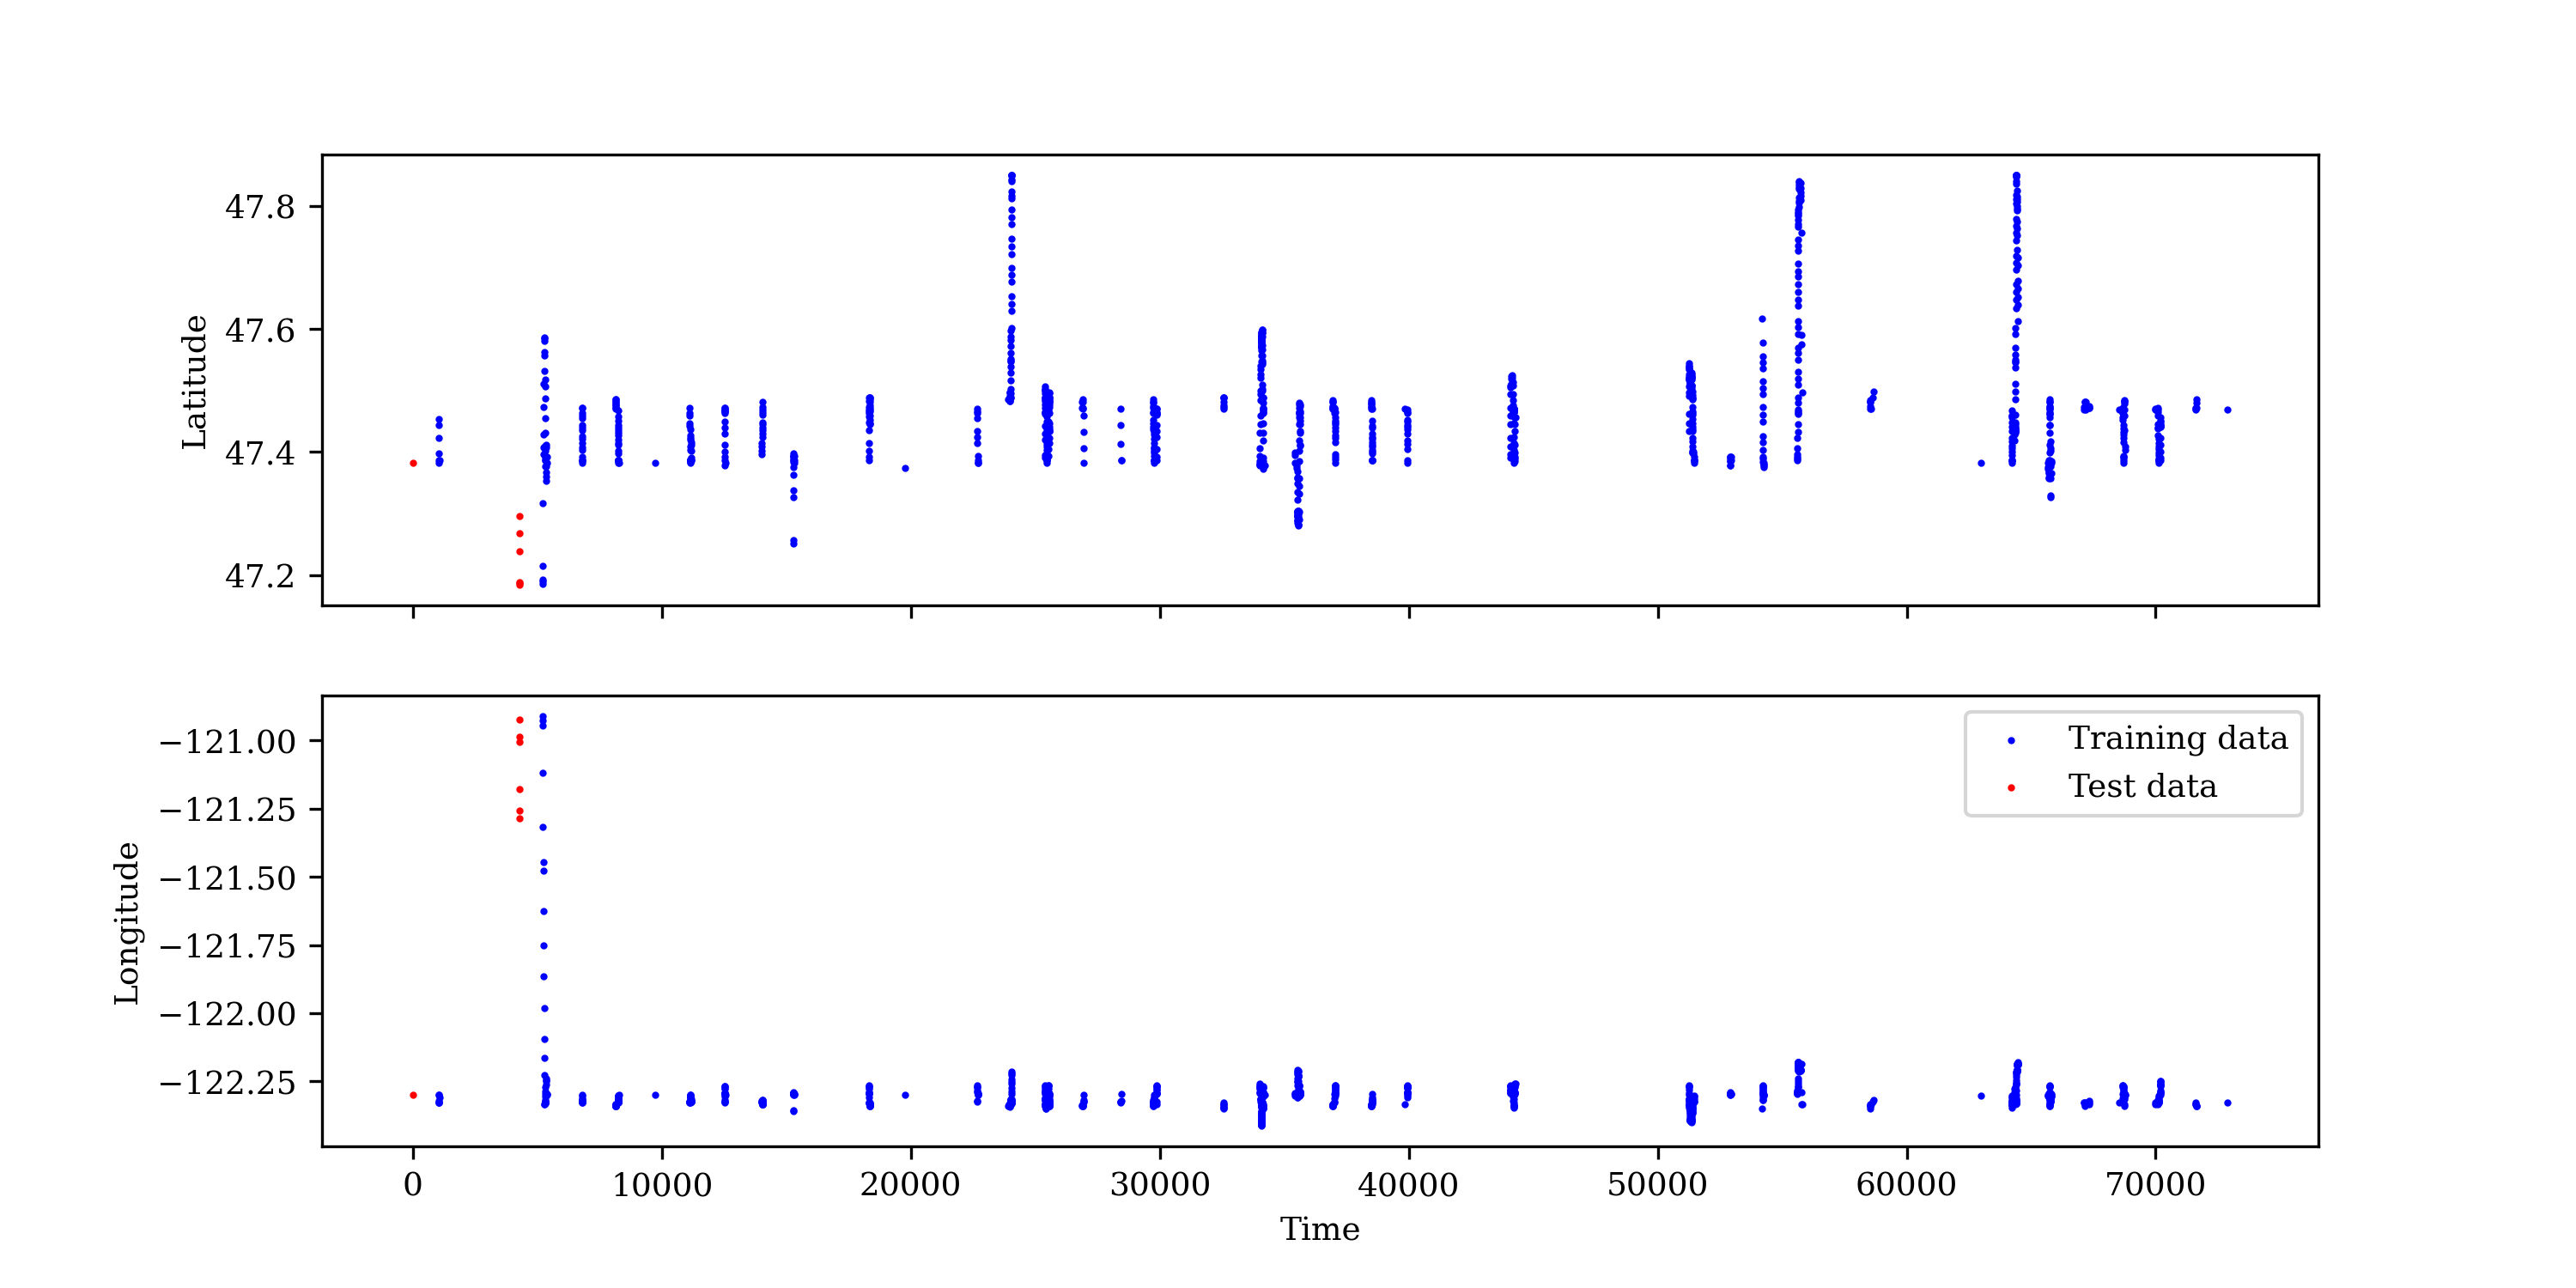 47.8
47.6
47.4
47.2
Latitude
−121.00
−121.25
−121.50
−121.75
−122.00
−122.25
Longitude
Training data
Test data
0 10000 20000 30000 40000 50000 60000 70000
Time